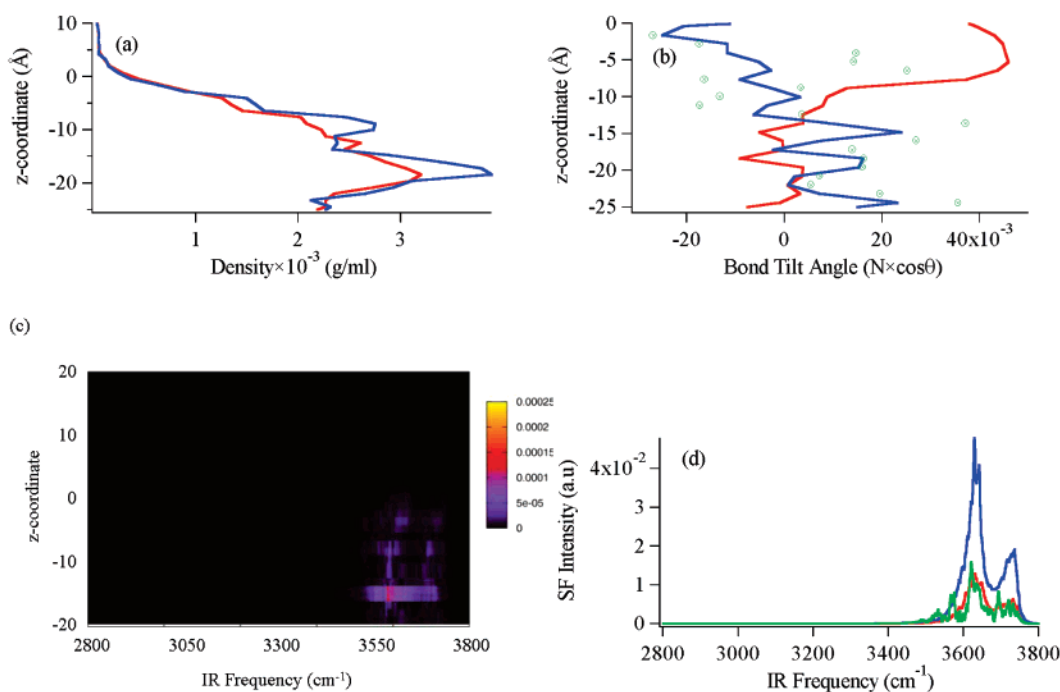 (a)
10
0
-10
-20
z-coordinate (Å)
1
2
3
Density×10⁻³ (g/ml)
(b)
0
-5
-10
-15
-20
-25
z-coordinate (Å)
-20
0
20
40x10⁻³
Bond Tilt Angle (N×cosθ)
(c)
20
10
0
-10
-20
z-coordinate
2800
3050
3300
3550
3800
IR Frequency (cm⁻¹)
0.00025
0.0002
0.00015
0.0001
5e-05
0
(d)
4x10⁻²
3
2
1
0
SF Intensity (a.u)
2800
3000
3200
3400
3600
3800
IR Frequency (cm⁻¹)